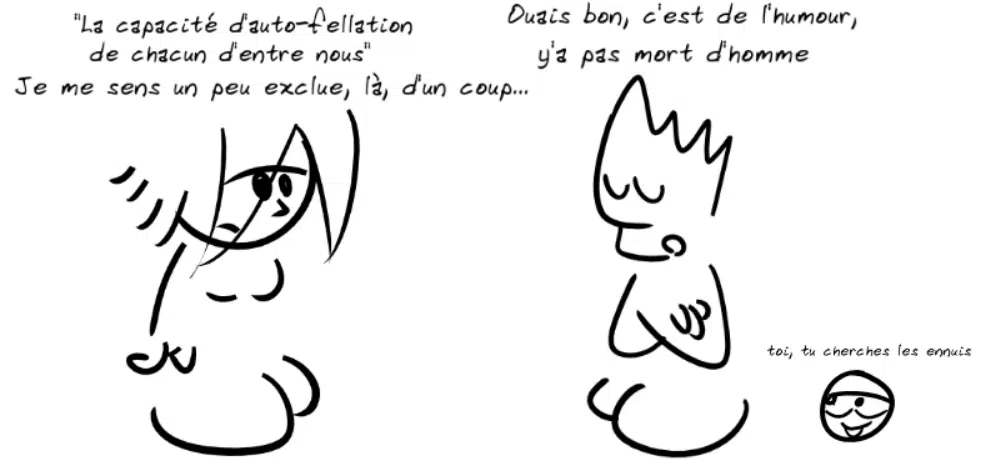 "La capacité d'auto-fellation
de chacun d'entre nous"
Je me sens un peu exclue, là, d'un coup...
Ouais bon, c'est de l'humour,
y'a pas mort d'homme
toi, tu cherches les ennuis